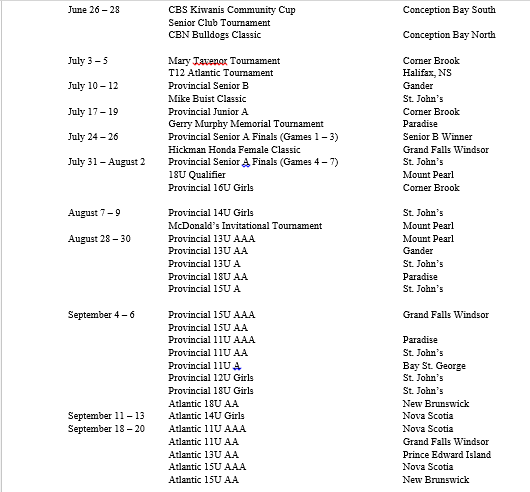 June 26 – 28 CBS Kiwanis Community Cup Conception Bay South
Senior Club Tournament
CBN Bulldogs Classic Conception Bay North
July 3 – 5 Mary Tavenor Tournament Corner Brook
T12 Atlantic Tournament Halifax, NS
July 10 – 12 Provincial Senior B Gander
Mike Buist Classic St. John's
July 17 – 19 Provincial Junior A Corner Brook
Gerry Murphy Memorial Tournament Paradise
July 24 – 26 Provincial Senior A Finals (Games 1 – 3) Senior B Winner
Hickman Honda Female Classic Grand Falls Windsor
July 31 – August 2 Provincial Senior A Finals (Games 4 – 7) St. John's
18U Qualifier Mount Pearl
Provincial 16U Girls Corner Brook
August 7 – 9 Provincial 14U Girls St. John's
McDonald's Invitational Tournament Mount Pearl
August 28 – 30 Provincial 13U AAA Mount Pearl
Provincial 13U AA Gander
Provincial 13U A St. John's
Provincial 18U AA Paradise
Provincial 15U A St. John's
September 4 – 6 Provincial 15U AAA Grand Falls Windsor
Provincial 15U AA
Provincial 11U AAA Paradise
Provincial 11U AA St. John's
Provincial 11U A Bay St. George
Provincial 12U Girls St. John's
Provincial 18U Girls St. John's
Atlantic 18U AA New Brunswick
September 11 – 13 Atlantic 14U Girls Nova Scotia
September 18 – 20 Atlantic 11U AAA Nova Scotia
Atlantic 11U AA Grand Falls Windsor
Atlantic 13U AA Prince Edward Island
Atlantic 15U AAA Nova Scotia
Atlantic 15U AA New Brunswick